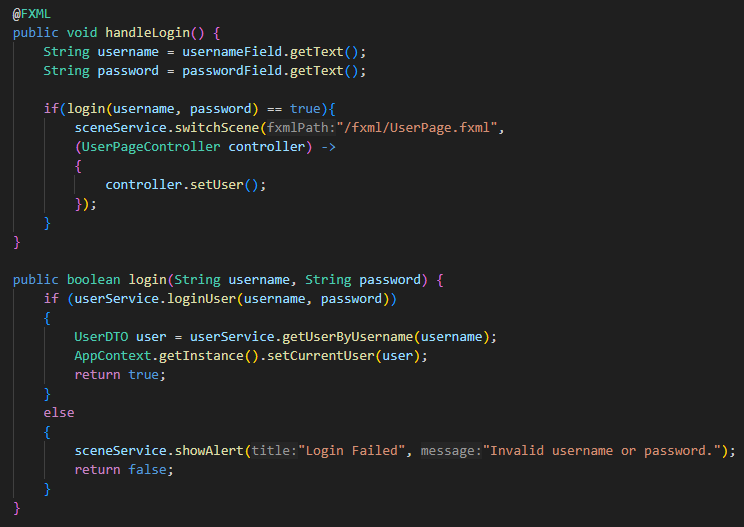 @FXML
public void handleLogin() {
    String username = usernameField.getText();
    String password = passwordField.getText();

    if(login(username, password) == true){
        sceneService.switchScene(fxmlPath:"/fxml/UserPage.fxml",
        (UserPageController controller) ->
        {
            controller.setUser();
        });
    }
}

public boolean login(String username, String password) {
    if (userService.loginUser(username, password))
    {
        UserDTO user = userService.getUserByUsername(username);
        AppContext.getInstance().setCurrentUser(user);
        return true;
    }
    else
    {
        sceneService.showAlert(title:"Login Failed", message:"Invalid username or password.");
        return false;
    }
}